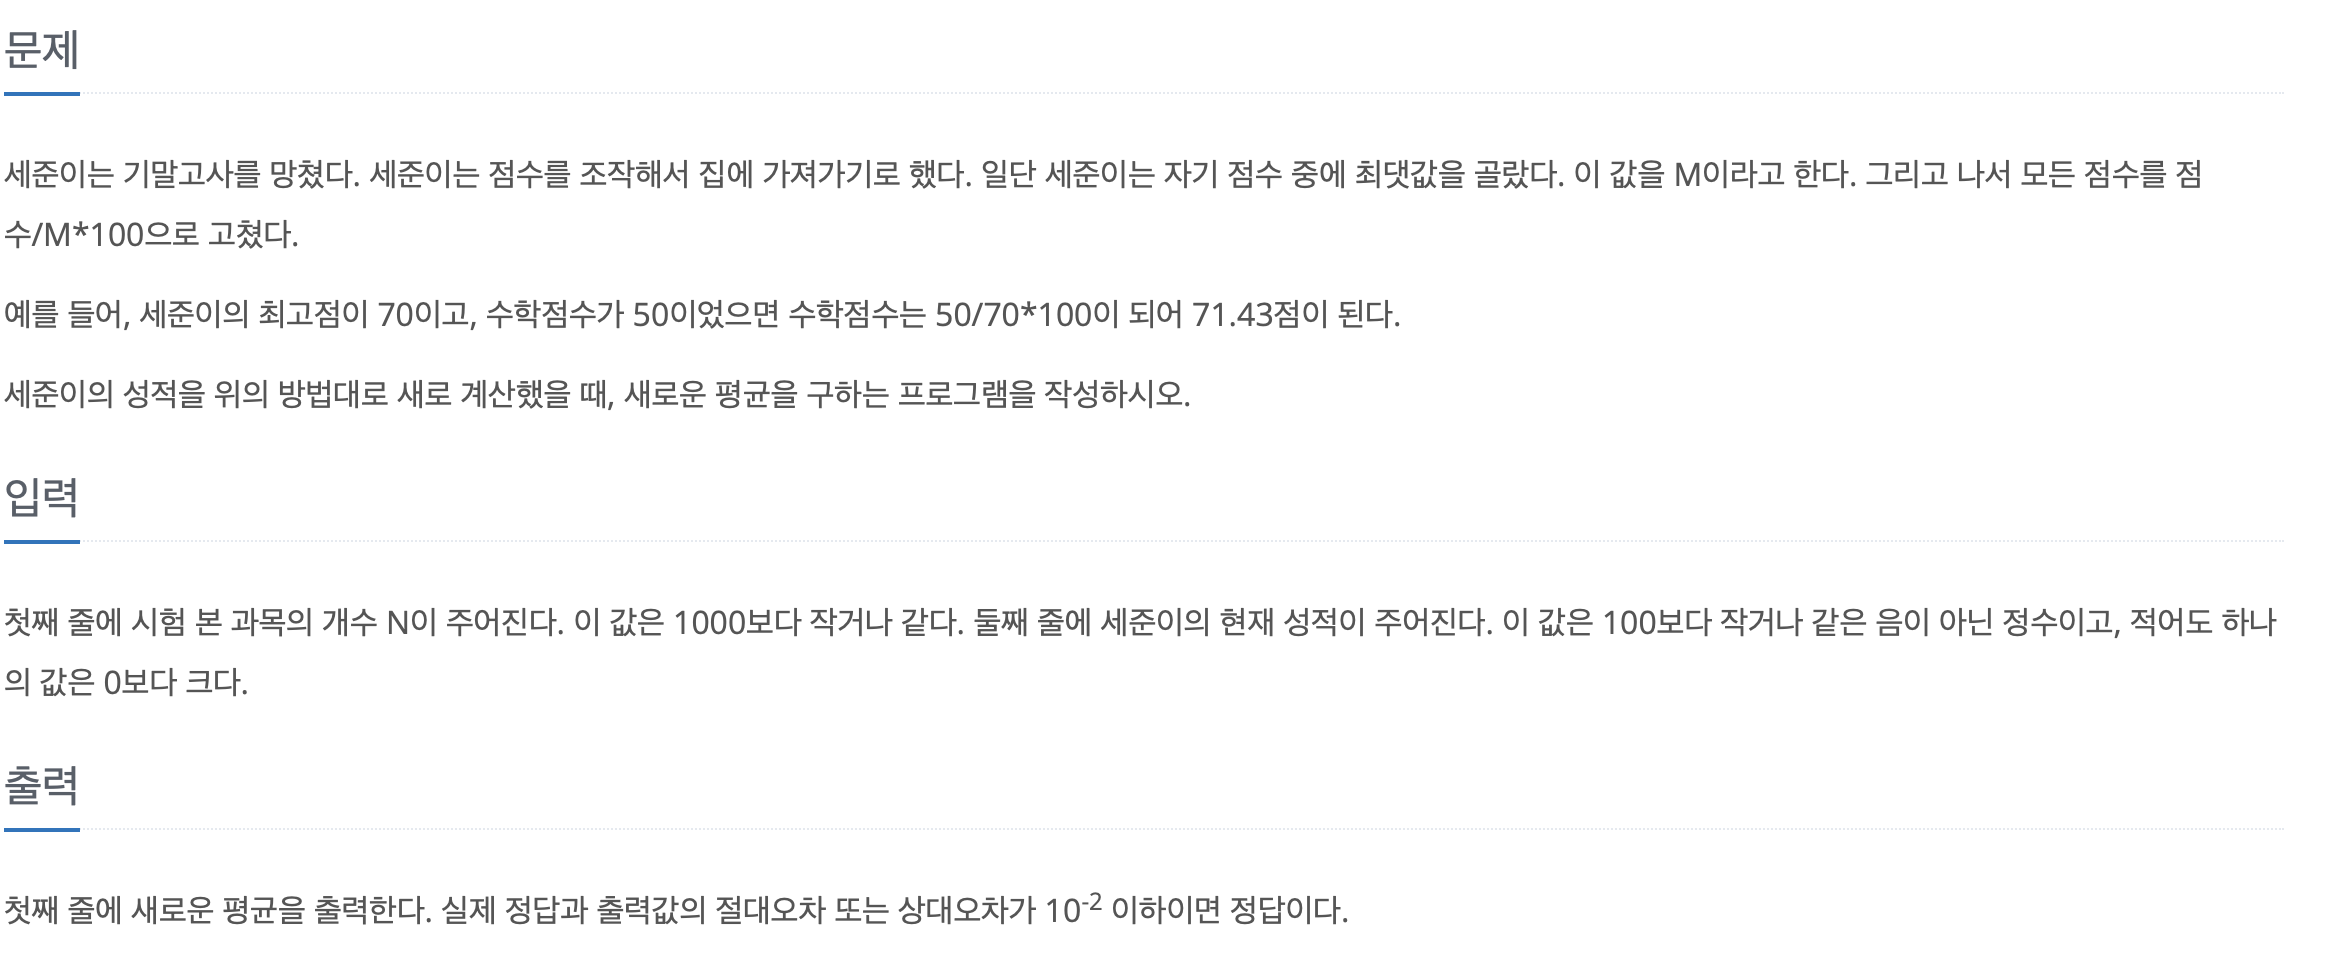 문제
세준이는 기말고사를 망쳤다. 세준이는 점수를 조작해서 집에 가져가기로 했다. 일단 세준이는 자기 점수 중에 최댓값을 골랐다. 이 값을 M이라고 한다. 그리고 나서 모든 점수를 점
수/M*100으로 고쳤다.
예를 들어, 세준이의 최고점이 70이고, 수학점수가 50이었으면 수학점수는 50/70*100이 되어 71.43점이 된다.
세준이의 성적을 위의 방법대로 새로 계산했을 때, 새로운 평균을 구하는 프로그램을 작성하시오.
입력
첫째 줄에 시험 본 과목의 개수 N이 주어진다. 이 값은 1000보다 작거나 같다. 둘째 줄에 세준이의 현재 성적이 주어진다. 이 값은 100보다 작거나 같은 음이 아닌 정수이고, 적어도 하나
의 값은 0보다 크다.
출력
첫째 줄에 새로운 평균을 출력한다. 실제 정답과 출력값의 절대오차 또는 상대오차가 10⁻² 이하이면 정답이다.